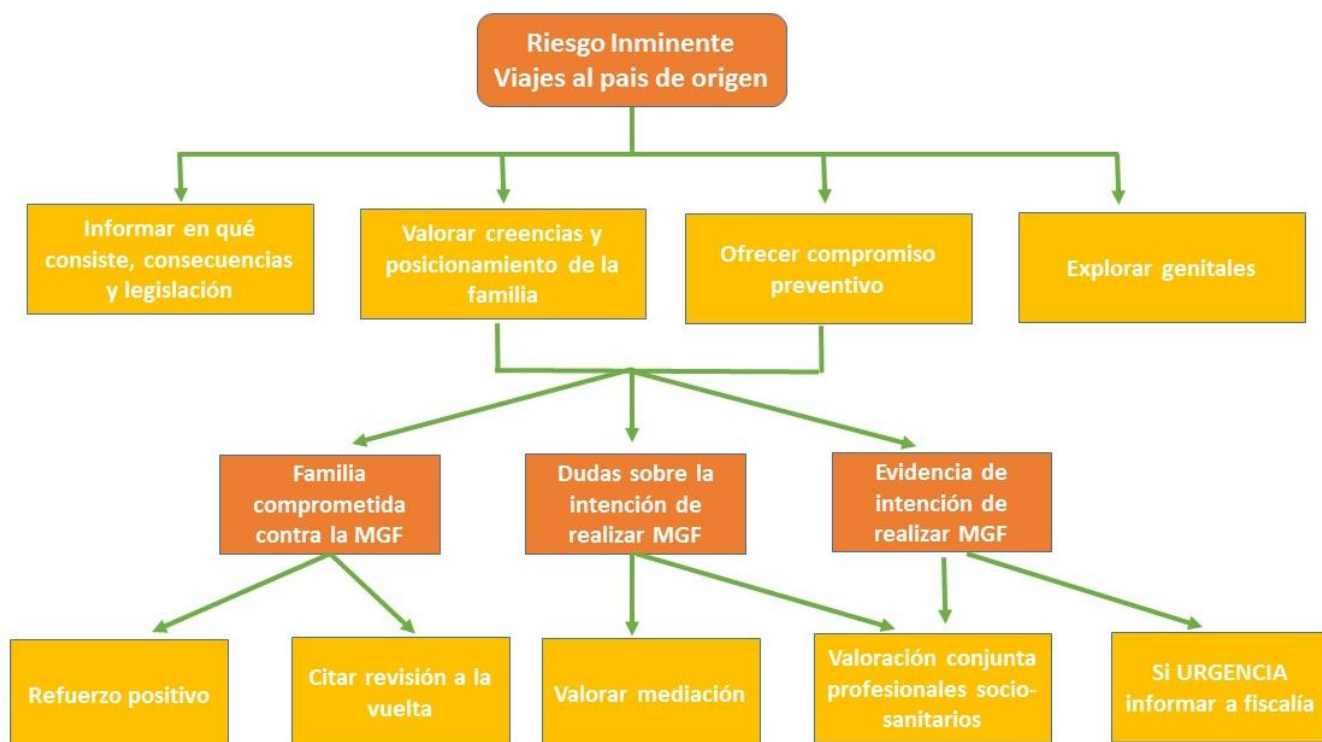 Riesgo Inminente
Viajes al pais de origen
Informar en qué
consiste, consecuencias
y legislación
Valorar creencias y
posicionamiento de la
familia
Ofrecer compromiso
preventivo
Explorar genitales
Familia
comprometida
contra la MGF
Dudas sobre la
intención de
realizar MGF
Evidencia de
intención de
realizar MGF
Refuerzo positivo
Citar revisión a la
vuelta
Valorar mediación
Valoración conjunta
profesionales socio-
sanitarios
Si URGENCIA
informar a fiscalía